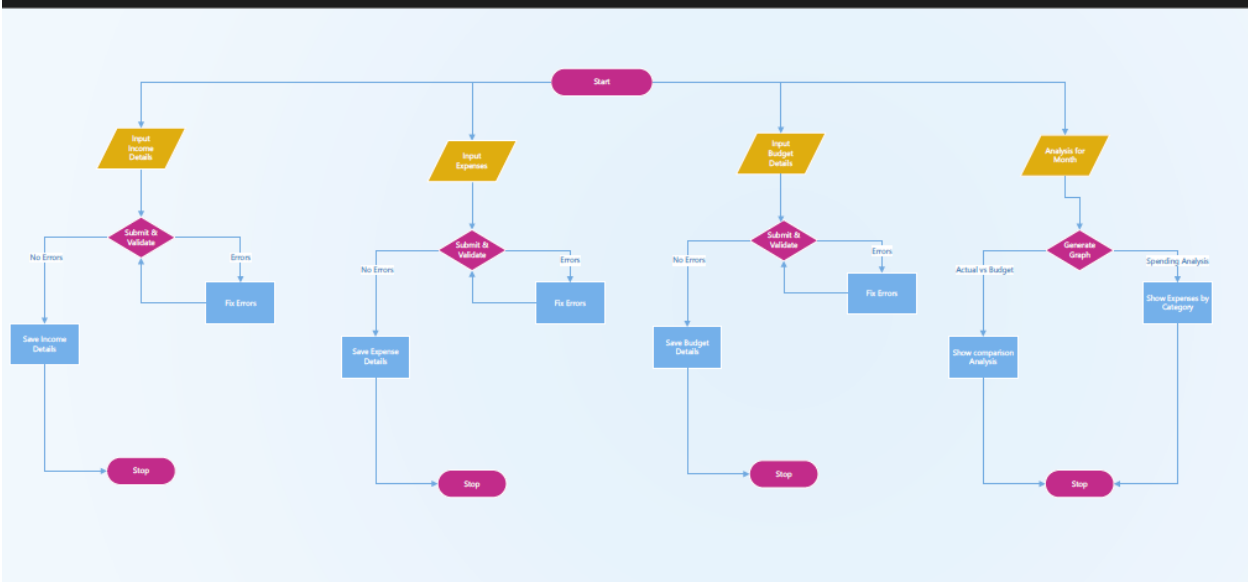 Start
Input
Income
Details
Input
Expenses
Input
Budget
Details
Analysis for
Month
Submit &
Validate
Submit &
Validate
Submit &
Validate
Generate
Graph
No Errors
Errors
No Errors
Errors
No Errors
Errors
Actual vs Budget
Spending Analysis
Fix Errors
Fix Errors
Fix Errors
Show Expenses by
Category
Save Income
Details
Save Expense
Details
Save Budget
Details
Show comparison
Analysis
Stop
Stop
Stop
Stop